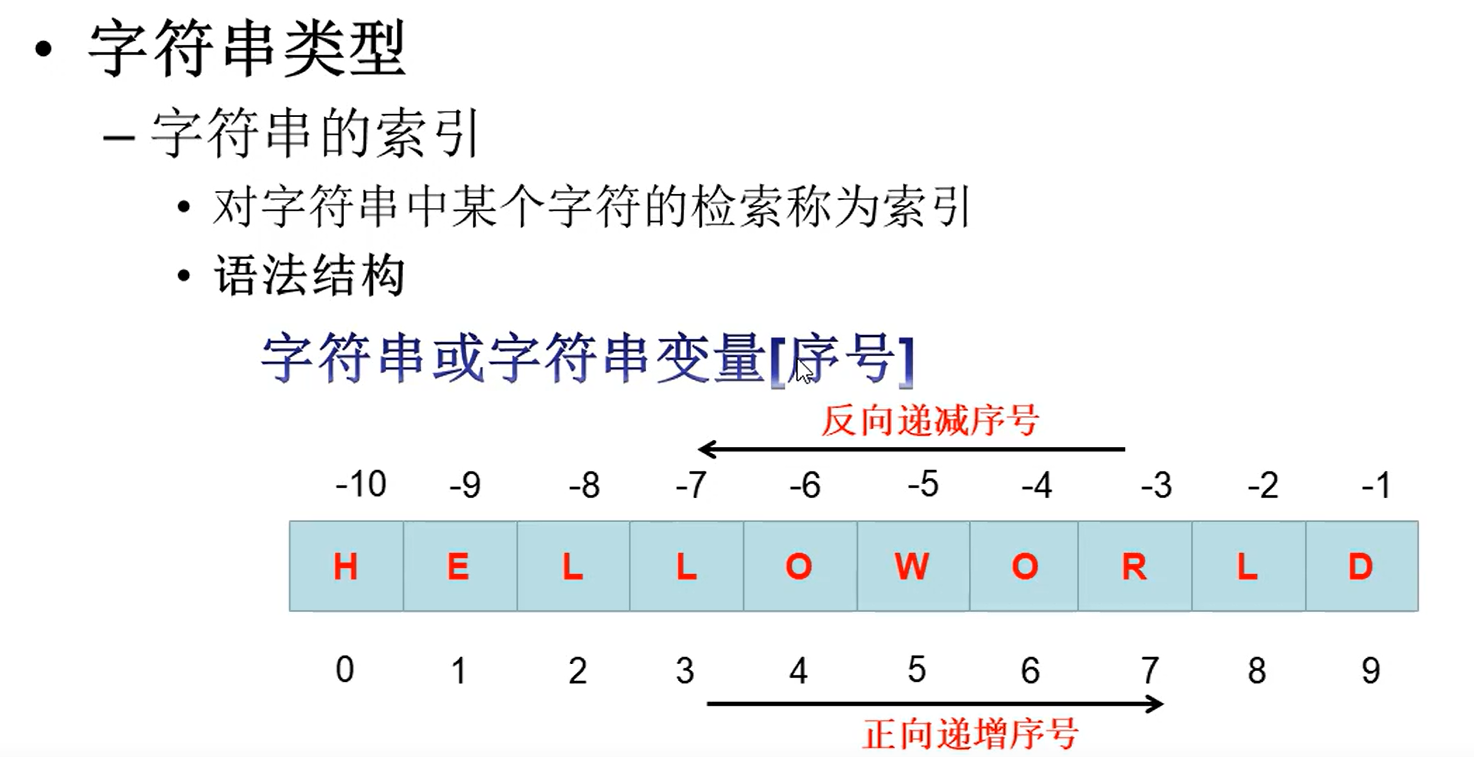 • 字符串类型
– 字符串的索引
• 对字符串中某个字符的检索称为索引
• 语法结构
字符串或字符串变量[序号]
反向递减序号
-10 -9 -8 -7 -6 -5 -4 -3 -2 -1
H E L L O W O R L D
0 1 2 3 4 5 6 7 8 9
正向递增序号